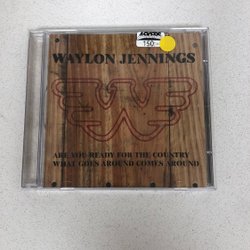 150:-
WAYLON JENNINGS
ARE YOU READY FOR THE COUNTRY
WHAT GOES AROUND COMES AROUND